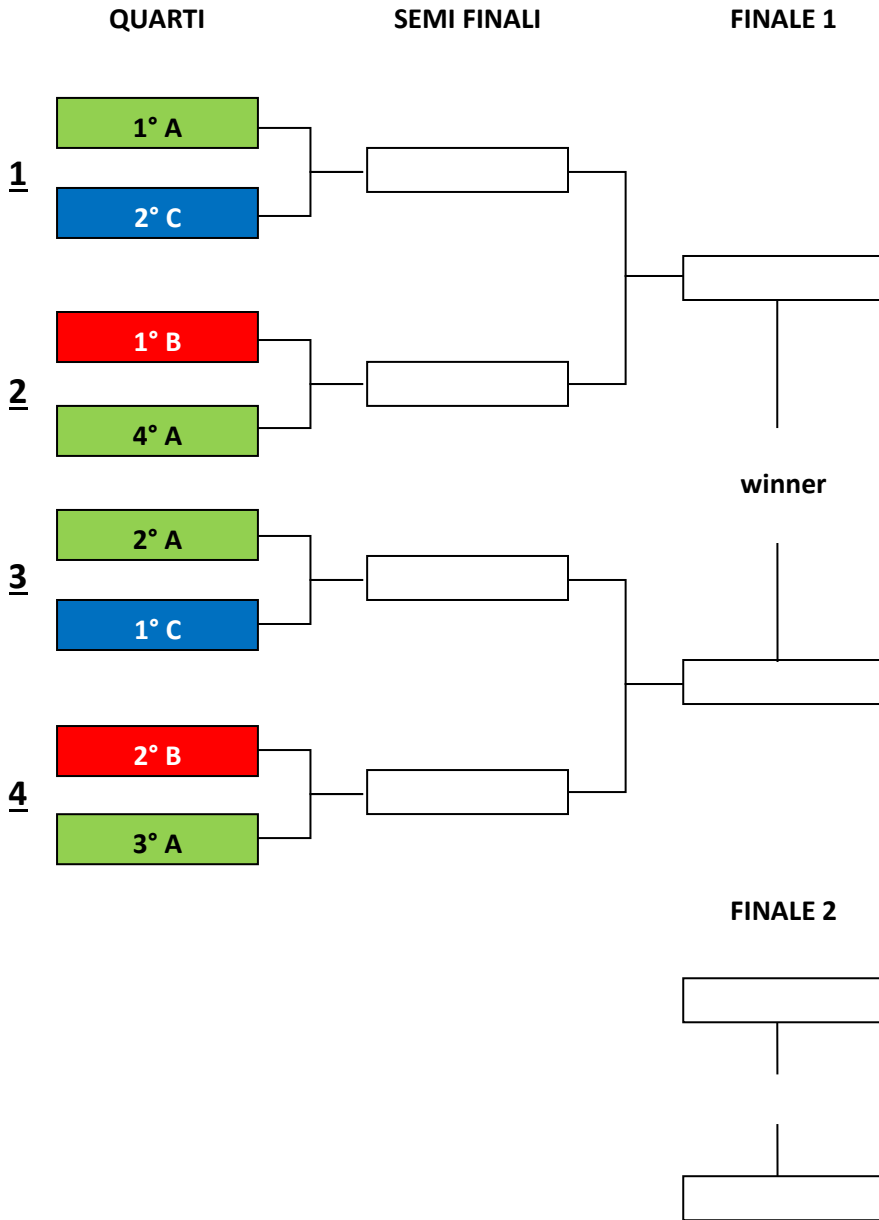 QUARTI SEMI FINALI FINALE 1
1° A
1
2° C
1° B
2
4° A
winner
2° A
3
1° C
2° B
4
3° A
FINALE 2